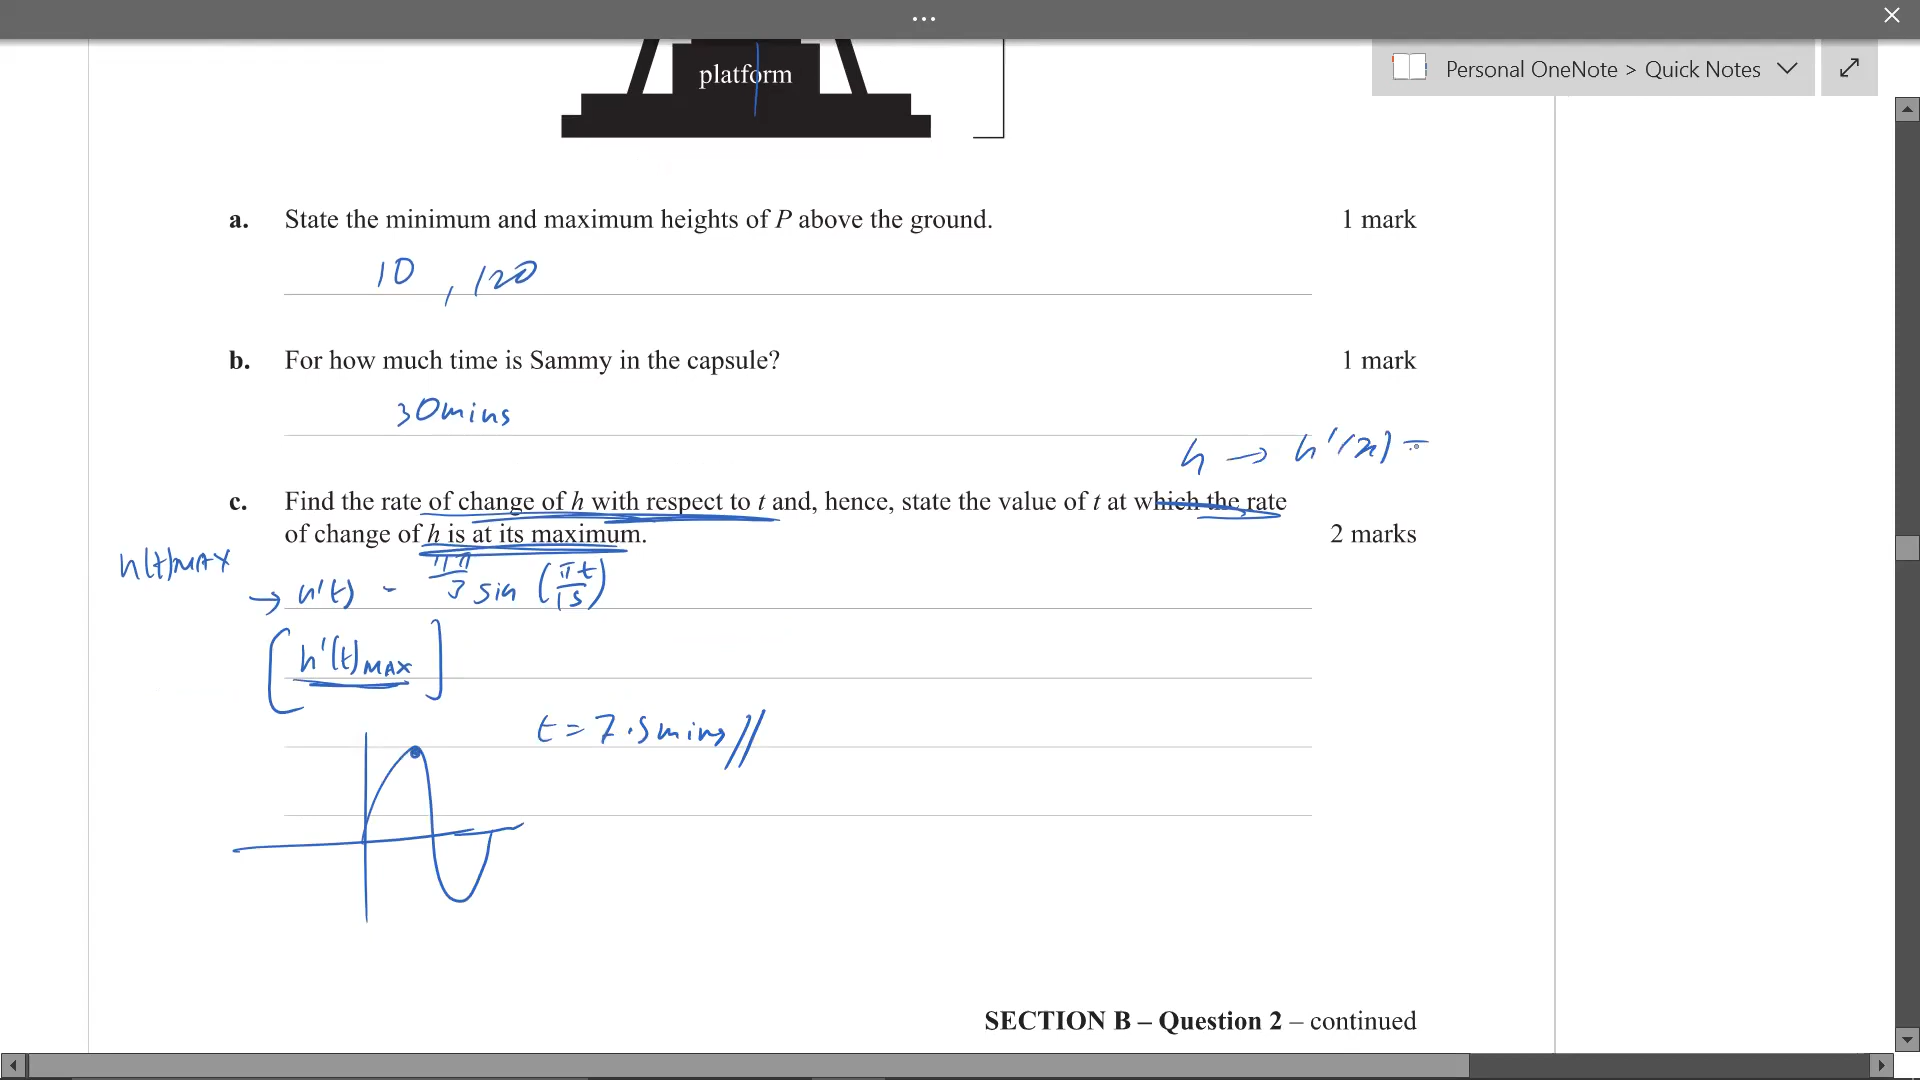 ...
Personal OneNote > Quick Notes
platform
a. State the minimum and maximum heights of P above the ground. 1 mark
10 , 120
b. For how much time is Sammy in the capsule? 1 mark
30mins
h → h'(x) =
c. Find the rate of change of h with respect to t and, hence, state the value of t at which the rate
of change of h is at its maximum. 2 marks
h(t)MAX
→ h'(t) = 11π/3 sin (πt/15)
[h'(t)MAX]
t = 7.5mins //
SECTION B – Question 2 – continued